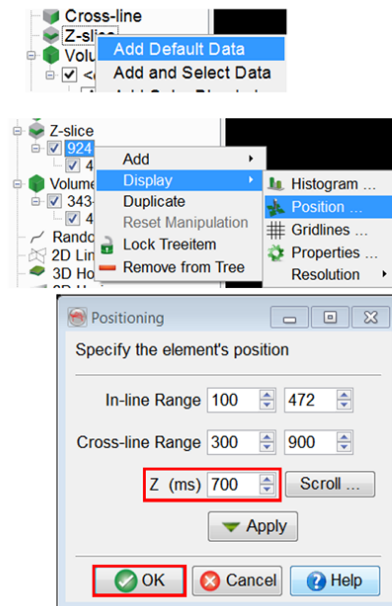 Cross-line
Z-slice
Add Default Data
Volu
Add and Select Data
Z-slice
924
Add
4
Display
Histogram ...
Volume
Duplicate
Position ...
343-
Reset Manipulation
Gridlines ...
4
Lock Treeitem
Properties ...
Rando
2D Lin
Remove from Tree
Resolution
3D Ho
Positioning
Specify the element's position
In-line Range 100 472
Cross-line Range 300 900
Z (ms) 700 Scroll ...
Apply
OK Cancel Help